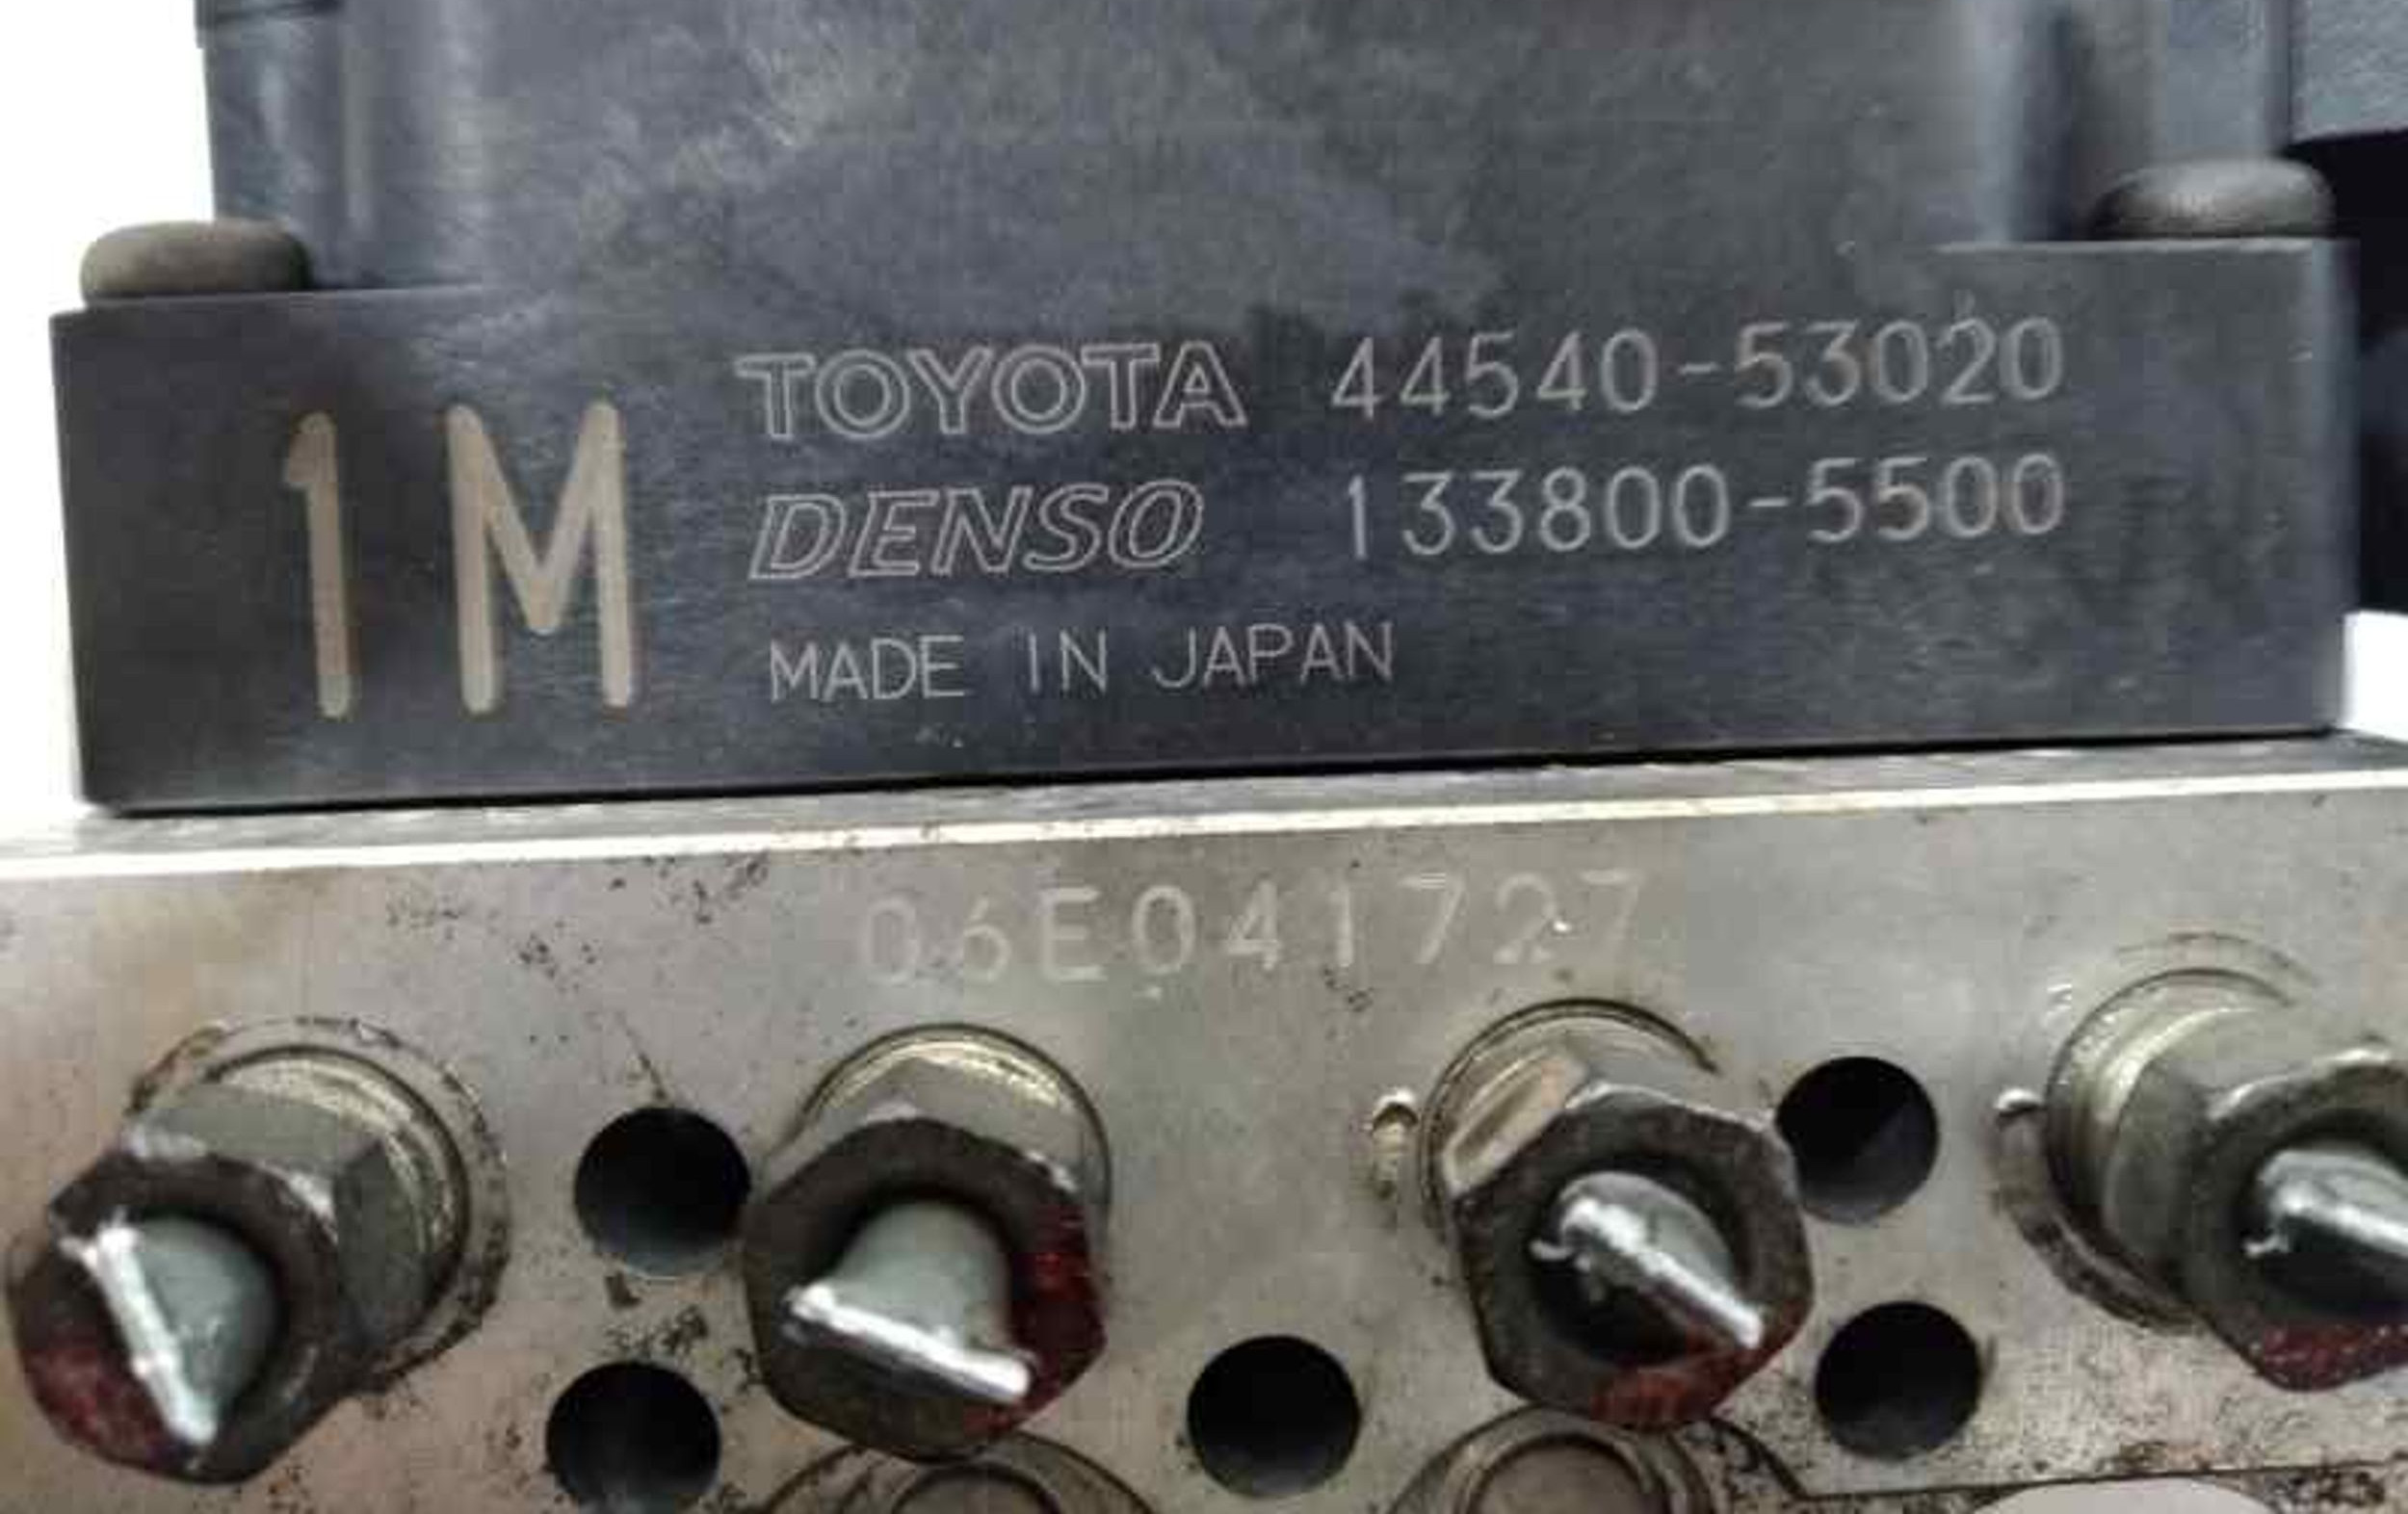 1M
TOYOTA 44540-53020
DENSO 133800-5500
MADE IN JAPAN
06E041727